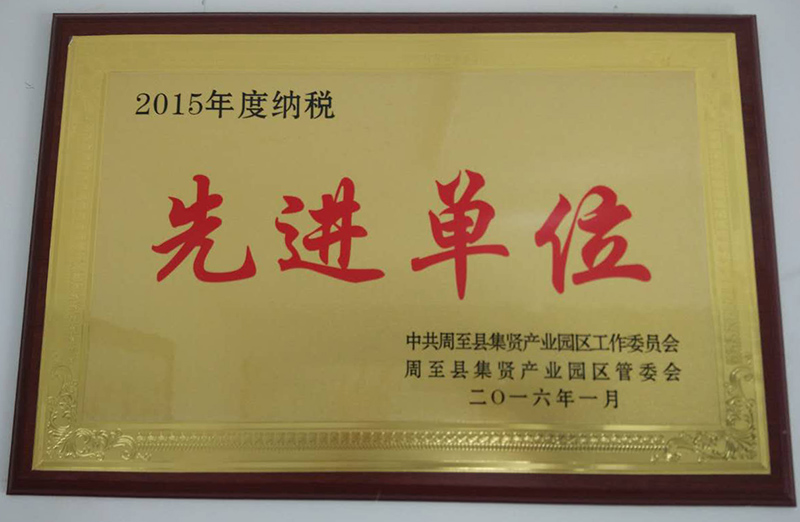 2015年度纳税
先进单位
中共周至县集贤产业园区工作委员会
周至县集贤产业园区管委会
二〇一六年一月